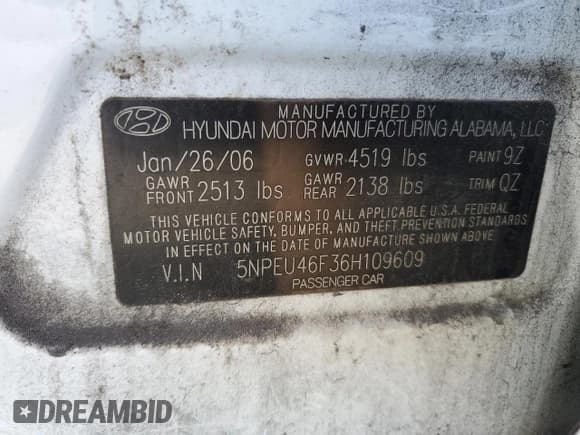 MANUFACTURED BY
HYUNDAI MOTOR MANUFACTURING ALABAMA, LLC
Jan/26/06 GVWR 4519 lbs PAINT 9Z
GAWR FRONT 2513 lbs GAWR REAR 2138 lbs TRIM QZ
THIS VEHICLE CONFORMS TO ALL APPLICABLE U.S.A. FEDERAL
MOTOR VEHICLE SAFETY, BUMPER, AND THEFT PREVENTION STANDARDS
IN EFFECT ON THE DATE OF MANUFACTURE SHOWN ABOVE.
V.I.N 5NPEU46F36H109609
PASSENGER CAR
DREAMBID